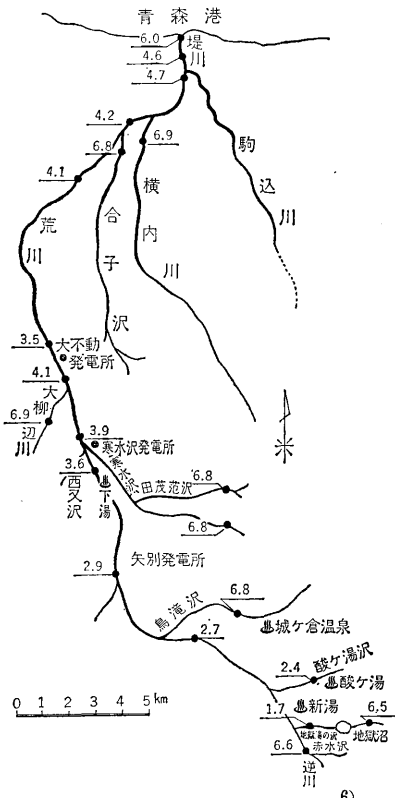 青森港
6.0
堤川
4.6
4.7
4.2
6.9
6.8
4.1
駒込川
横内川
合子沢
荒川
3.5
大不動
発電所
4.1
大柳辺川
6.9
3.9
寒水沢発電所
寒水沢
3.6
西又沢
下湯
田茂萢沢
6.8
6.8
矢別発電所
2.9
鳥滝沢
6.8
城ケ倉温泉
2.7
酸ケ湯沢
2.4
酸ケ湯
新湯
1.7
6.5
地獄沼
赤水沢
6.6
逆川
0 1 2 3 4 5 km
6)